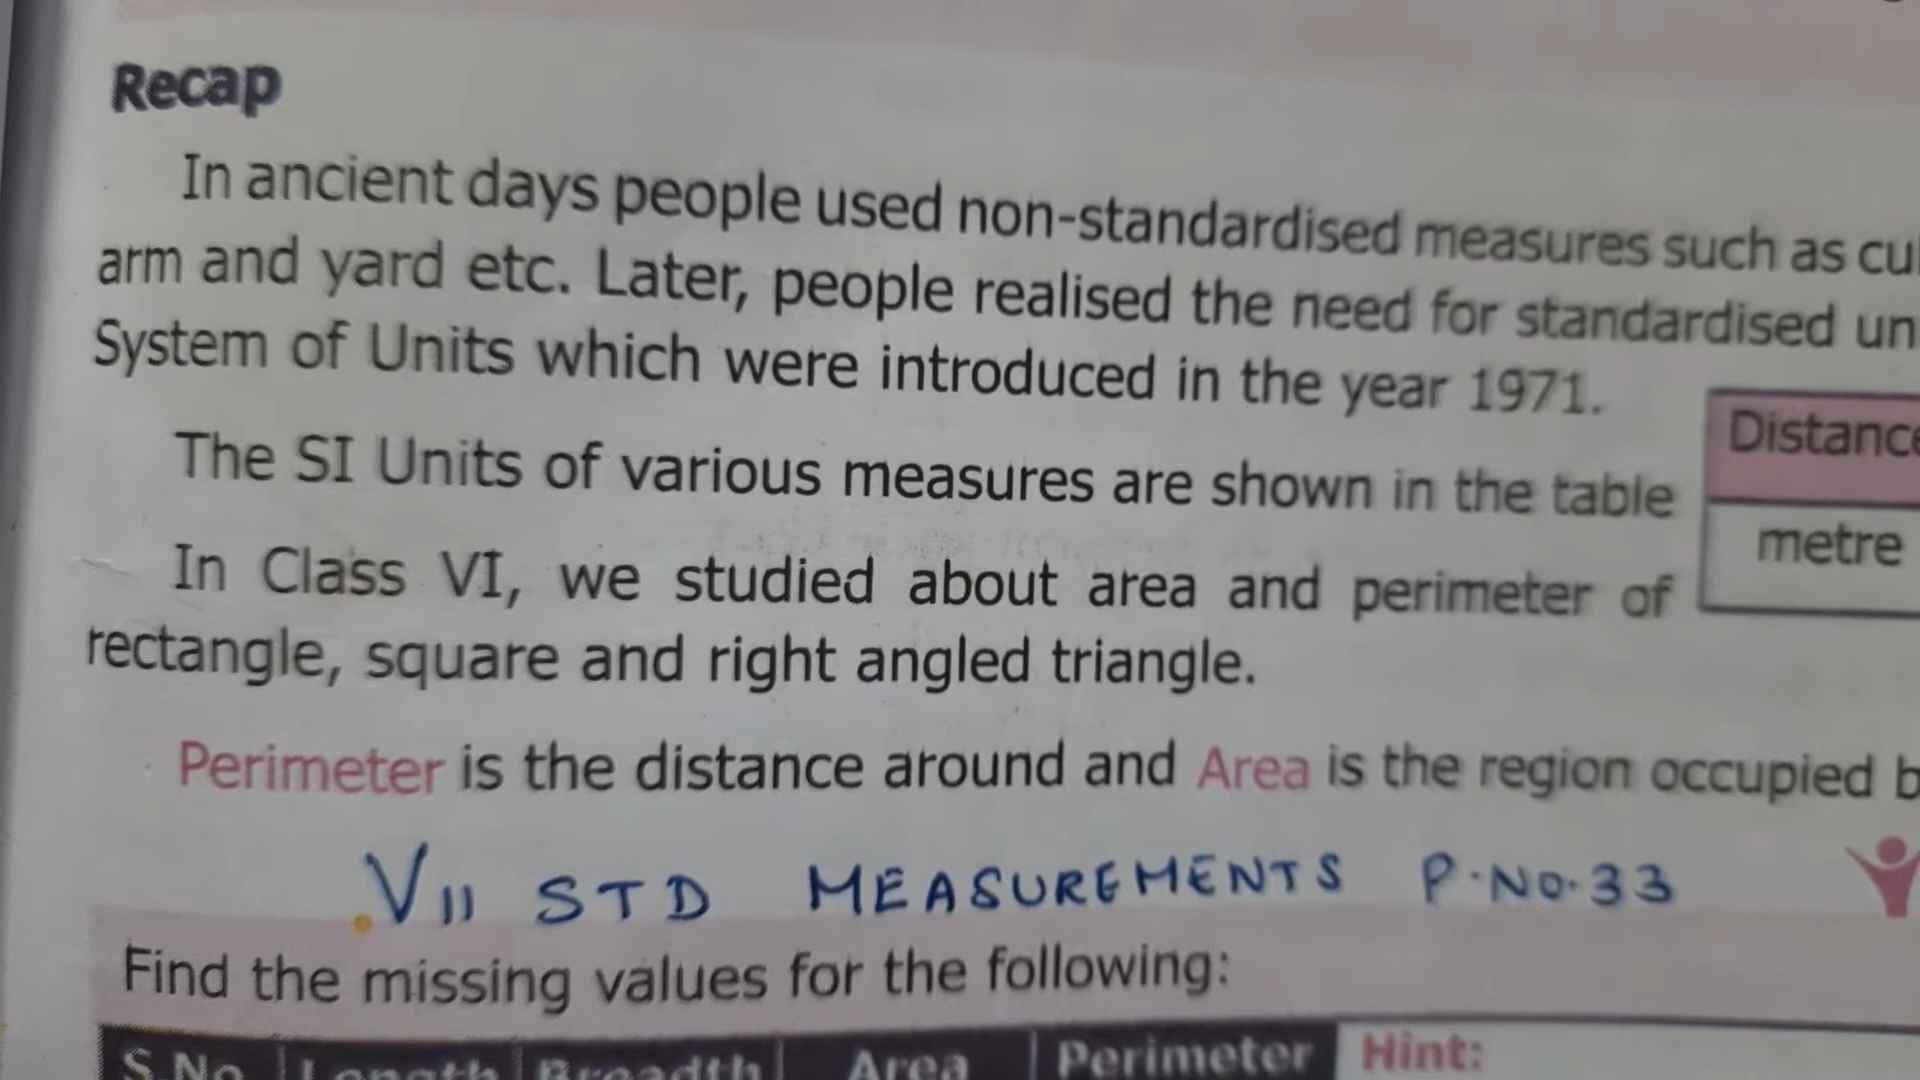 Recap
In ancient days people used non-standardised measures such as
arm and yard etc. Later, people realised the need for standardised
System of Units which were introduced in the year 1971.
The SI Units of various measures are shown in the table
Distance
metre
In Class VI, we studied about area and perimeter of
rectangle, square and right angled triangle.
Perimeter is the distance around and Area is the region occupied
VII STD MEASUREMENTS P.NO.33
Find the missing values for the following:
S.No Length Breadth Area Perimeter Hint: